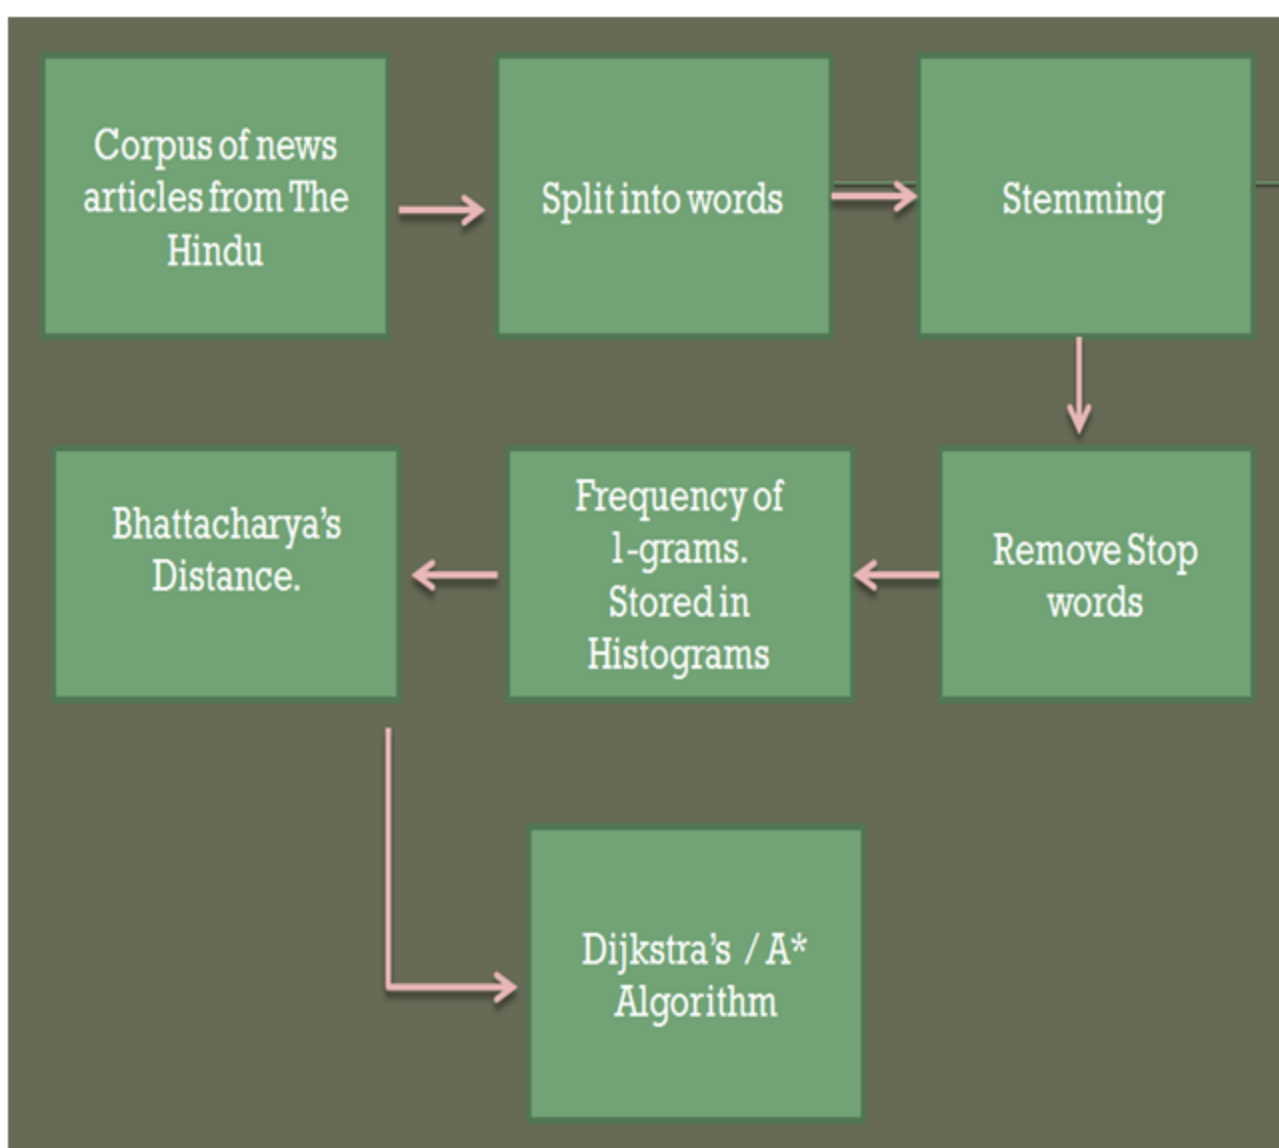 Corpus of news
articles from The
Hindu
Split into words
Stemming
Remove Stop
words
Frequency of
1-grams.
Stored in
Histograms
Bhattacharya’s
Distance.
Dijkstra’s / A*
Algorithm